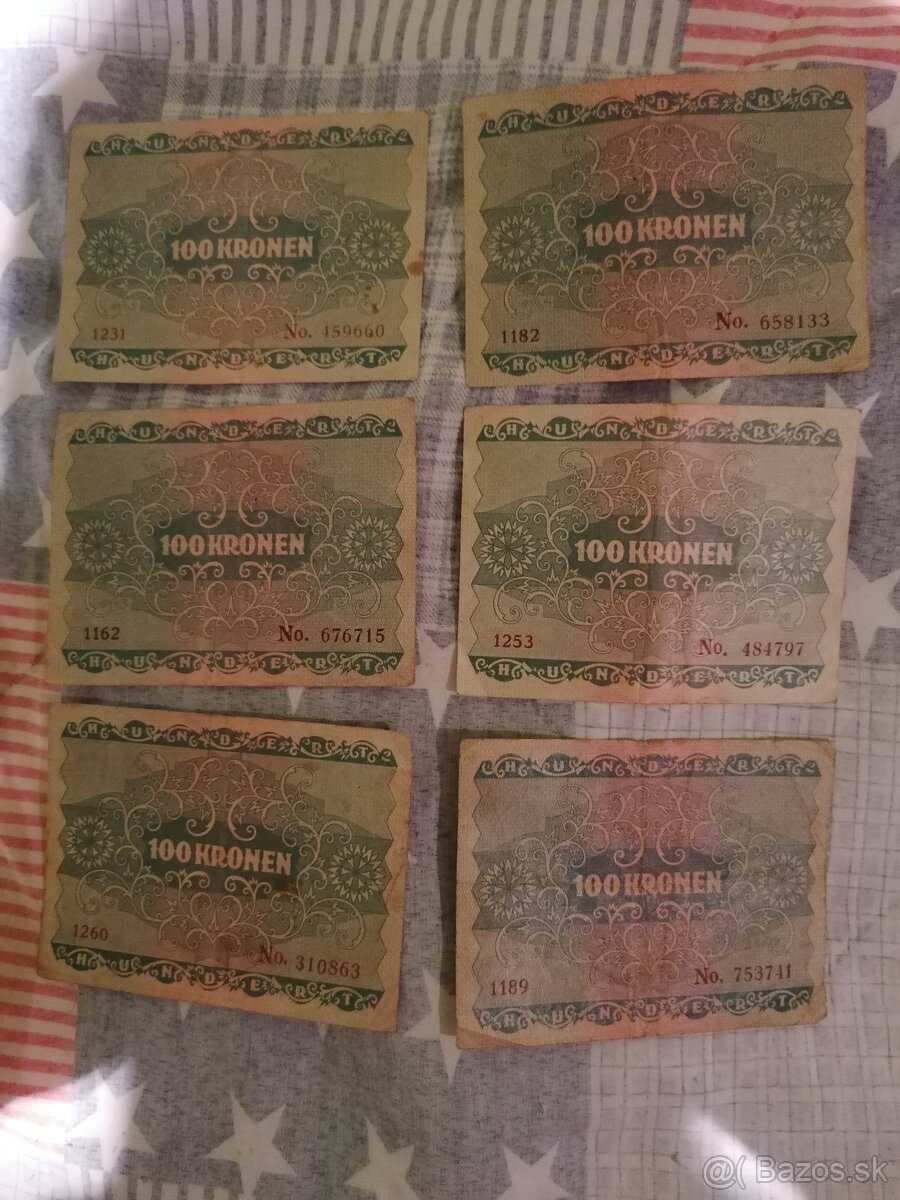 HUNDERT
100 KRONEN
1231 No. 459660
HUNDERT
HUNDERT
100 KRONEN
1182 No. 658133
HUNDERT
HUNDERT
100 KRONEN
1162 No. 676715
HUNDERT
HUNDERT
100 KRONEN
1253 No. 484797
HUNDERT
HUNDERT
100 KRONEN
1260 No. 310863
HUNDERT
HUNDERT
100 KRONEN
1189 No. 753741
HUNDERT
@( Bazos.sk